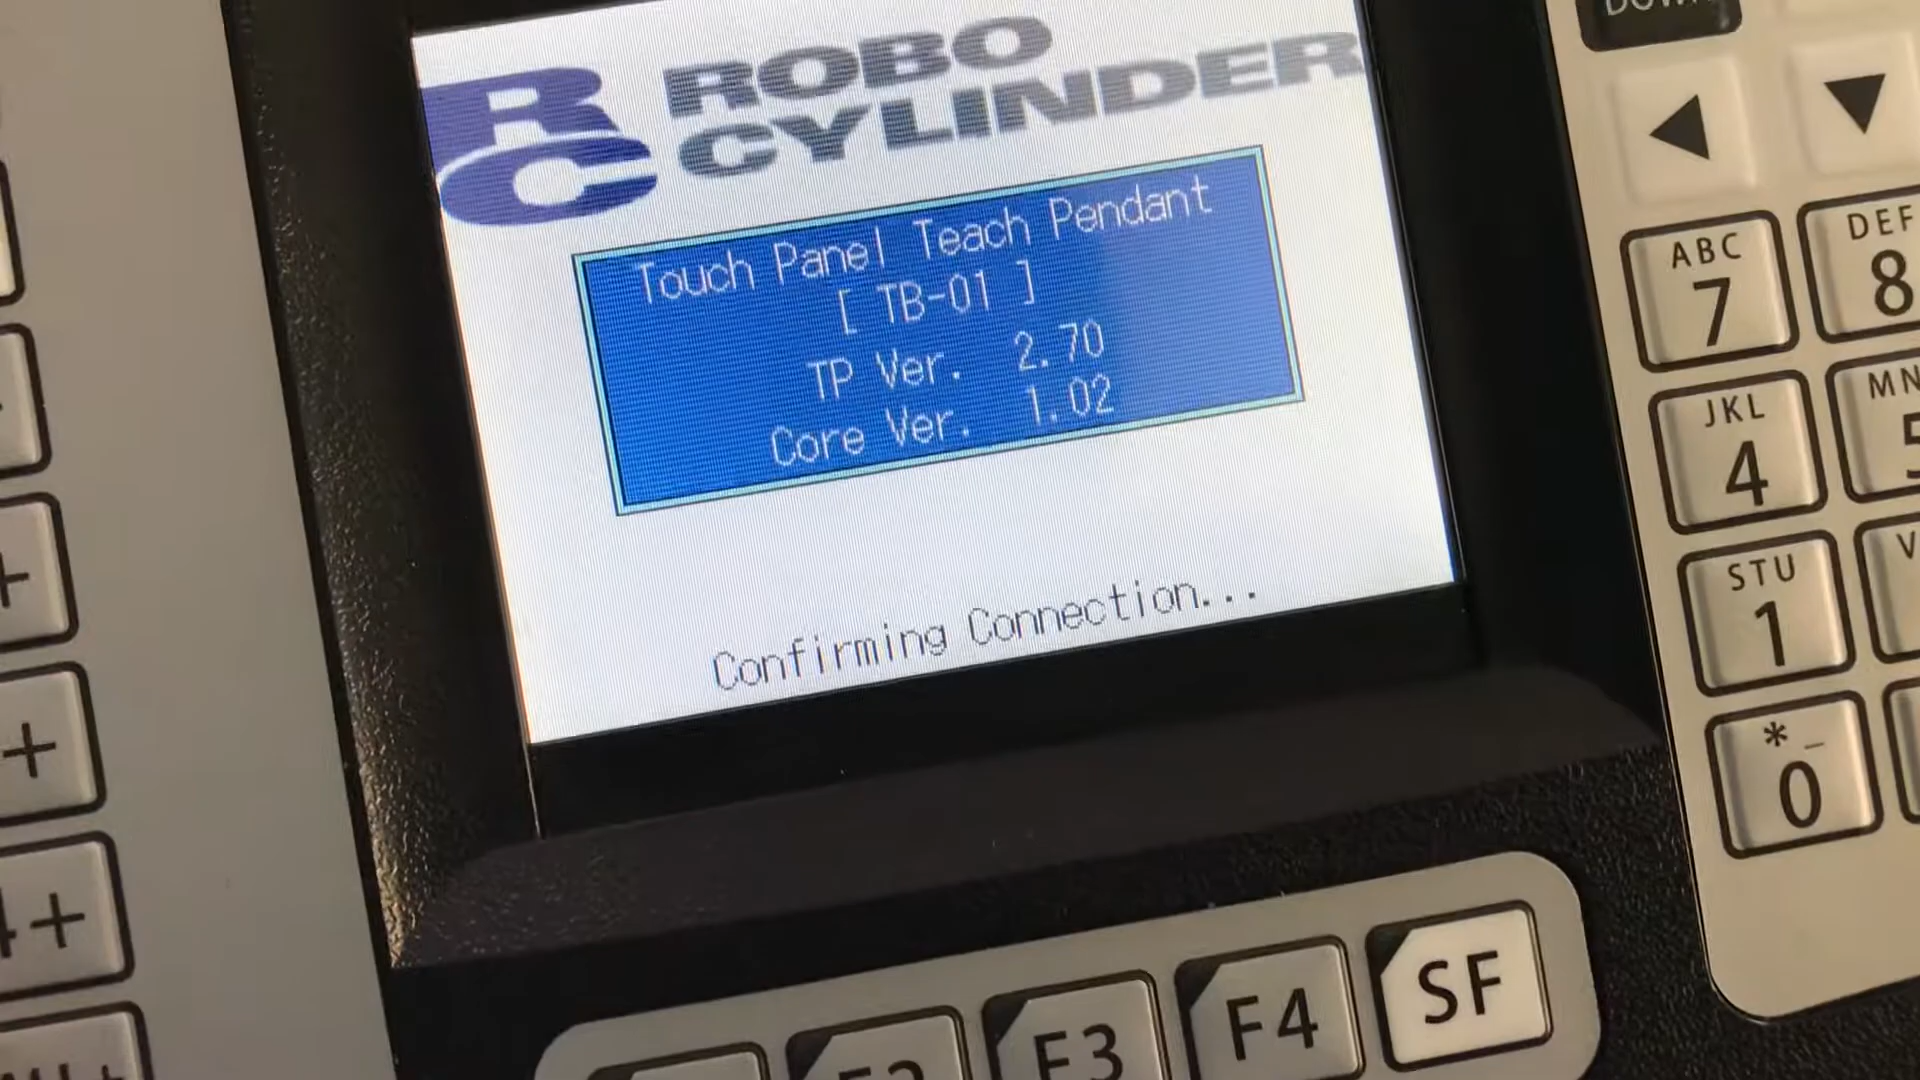 RC ROBO
CYLINDER
Touch Panel Teach Pendant
[ TB-01 ]
TP Ver. 2.70
Core Ver. 1.02
Confirming Connection...
DOWN
ABC
7
DEF
8
JKL
4
MN
5
STU
1
* _
0
+
+
+
F3
F4
SF